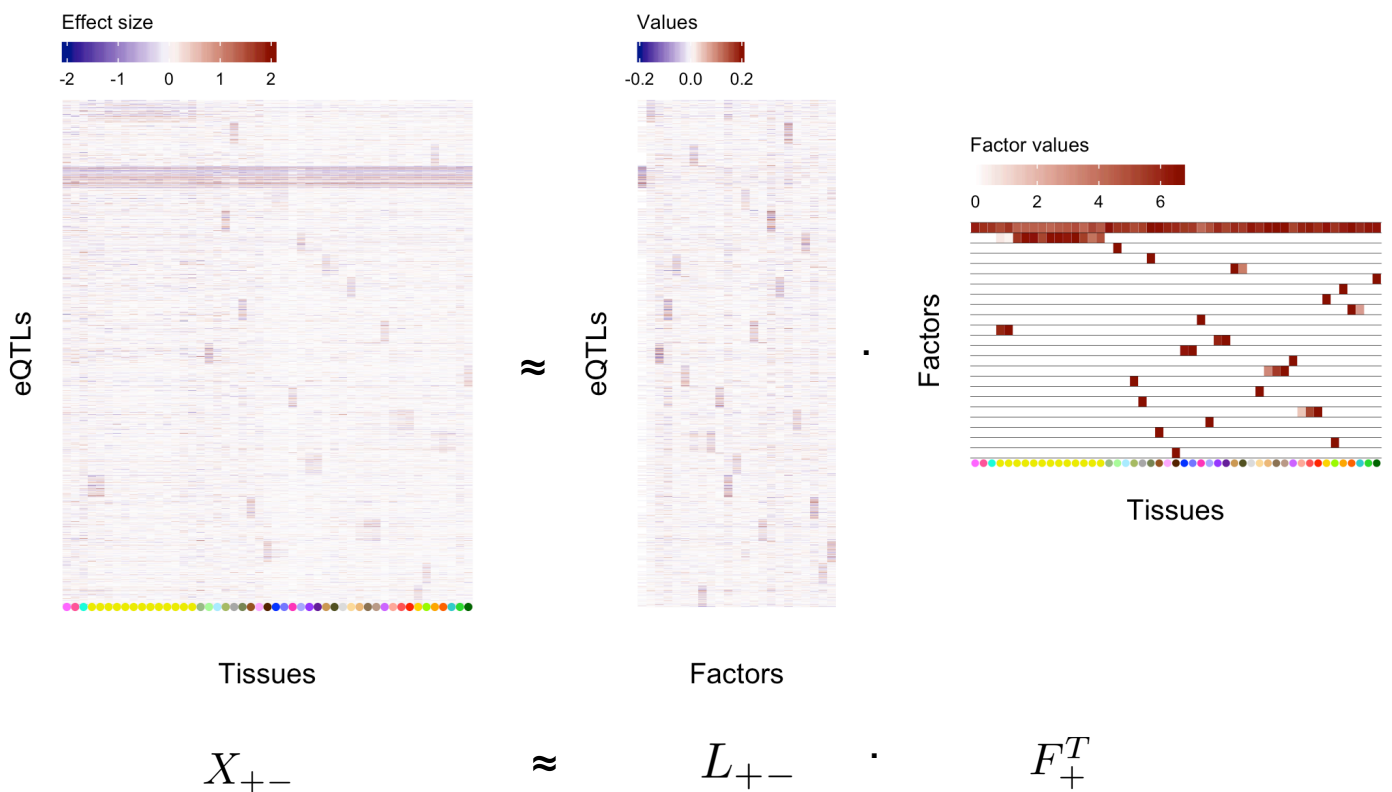 Effect size
-2 -1 0 1 2
Values
-0.2 0.0 0.2
Factor values
0 2 4 6
eQTLs
≈
eQTLs
·
Factors
Tissues
Tissues
Factors
X+− ≈ L+− · F+T